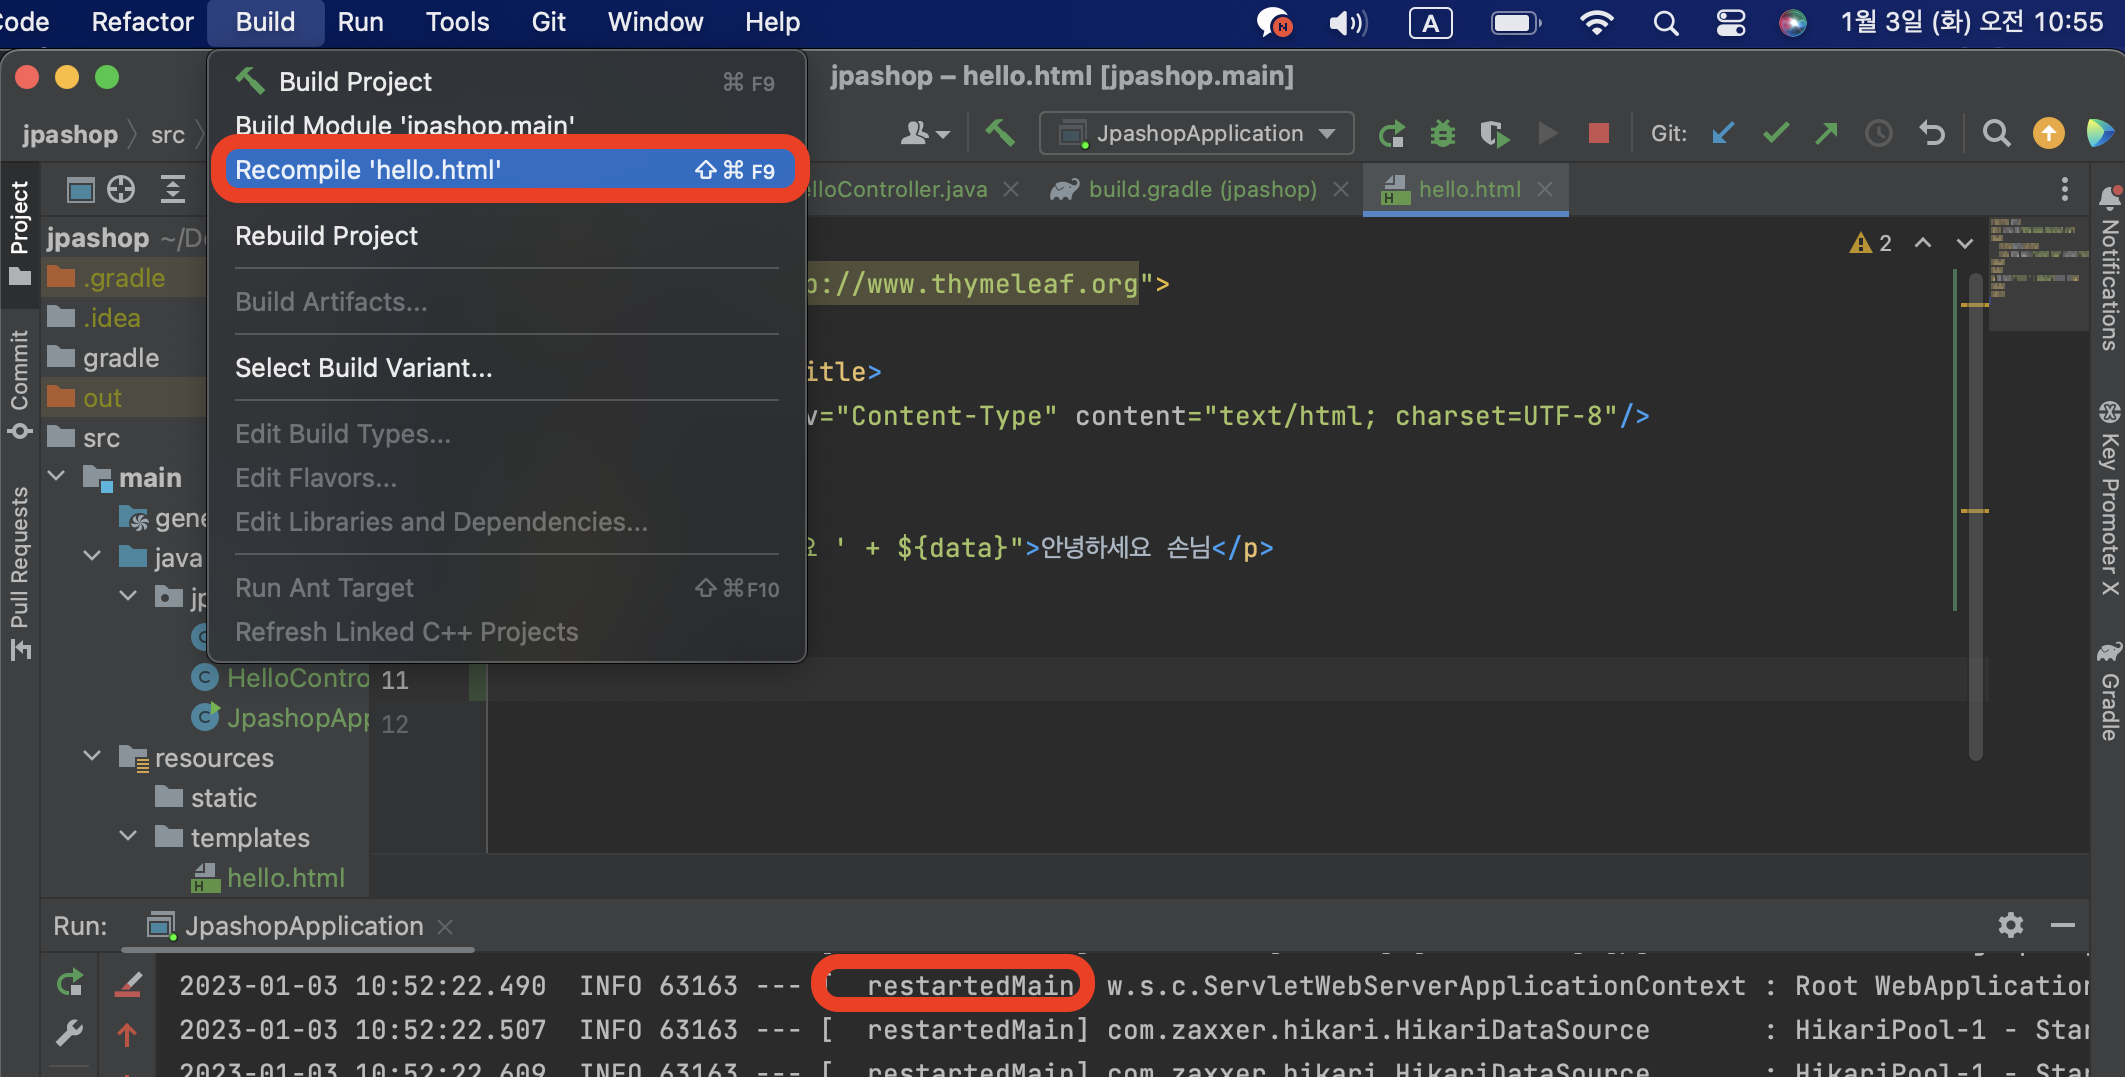 Code Refactor Build Run Tools Git Window Help A 1월 3일 (화) 오전 10:55
Build Project ⌘ F9
jpashop – hello.html [jpashop.main]
Build Module 'jpashop.main'
jpashop src
JpashopApplication
Git:
Recompile 'hello.html' ⇧⌘ F9
lloController.java
build.gradle (jpashop)
hello.html
Project
jpashop ~/D
Rebuild Project
2
.gradle
Build Artifacts...
p://www.thymeleaf.org">
.idea
gradle
Select Build Variant...
itle>
out
v="Content-Type" content="text/html; charset=UTF-8"/>
src
Edit Build Types...
main
Edit Flavors...
gene
Edit Libraries and Dependencies...
java
요 ' + ${data}">안녕하세요 손님</p>
jp
Run Ant Target ⇧⌘F10
Refresh Linked C++ Projects
HelloContro
11
JpashopApp
12
resources
static
templates
hello.html
Commit
Pull Requests
Notifications
Key Promoter X
Gradle
Run: JpashopApplication
2023-01-03 10:52:22.490 INFO 63163 --- [ restartedMain] w.s.c.ServletWebServerApplicationContext : Root WebApplication
2023-01-03 10:52:22.507 INFO 63163 --- [ restartedMain] com.zaxxer.hikari.HikariDataSource : HikariPool-1 - Star
2023-01-03 10:52:22.609 INFO 63163 --- [ restartedMain] com.zaxxer.hikari.HikariDataSource : HikariPool-1 - Star